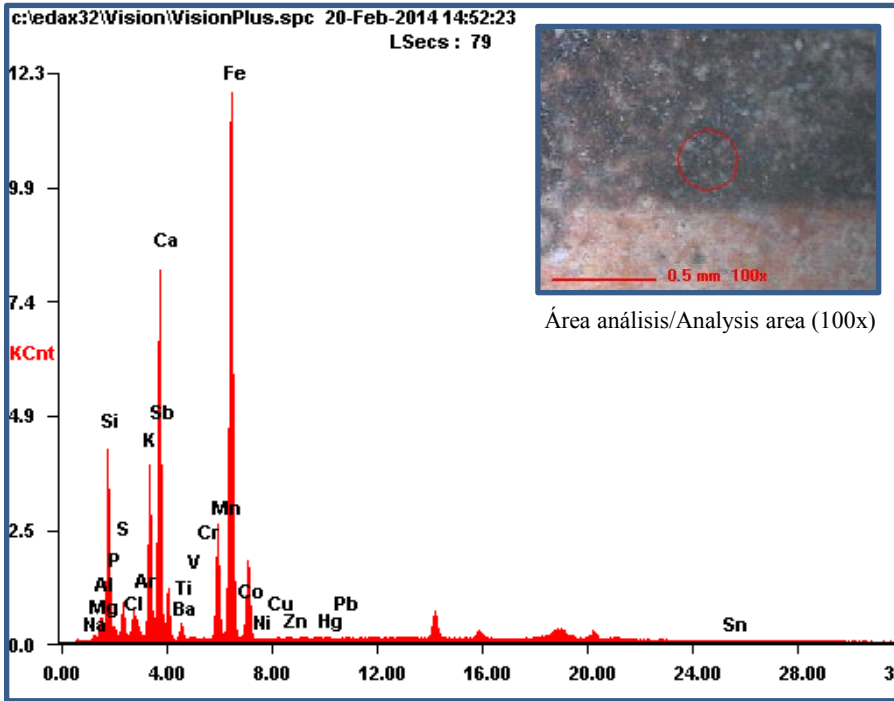 c:\edax32\Vision\VisionPlus.spc 20-Feb-2014 14:52:23
LSecs : 79
12.3
9.9
7.4
KCnt
4.9
2.5
0.0
Fe
Ca
Si
Sb
K
S
P
Al
Mg
Na
Cl
Ar
Ti
Ba
V
Cr
Mn
Co
Ni
Cu
Zn
Hg
Pb
Sn
0.00 4.00 8.00 12.00 16.00 20.00 24.00 28.00 3
0.5 mm 100x
Área análisis/Analysis area (100x)